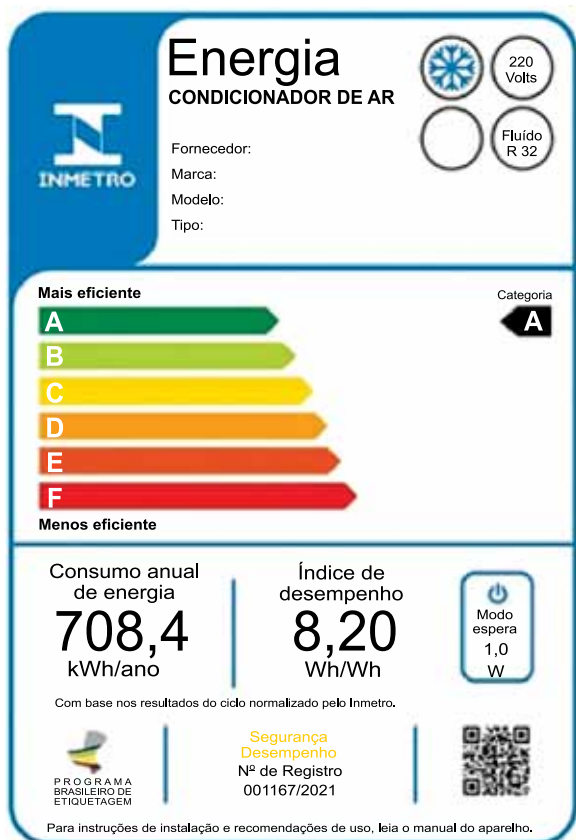 Energia
CONDICIONADOR DE AR
220
Volts
Fluído
R 32
INMETRO
Fornecedor:
Marca:
Modelo:
Tipo:
Mais eficiente
Categoria
A
A
B
C
D
E
F
Menos eficiente
Consumo anual
de energia
708,4
kWh/ano
Índice de
desempenho
8,20
Wh/Wh
Modo
espera
1,0
W
Com base nos resultados do ciclo normalizado pelo Inmetro.
PROGRAMA
BRASILEIRO DE
ETIQUETAGEM
Segurança
Desempenho
Nº de Registro
001167/2021
Para instruções de instalação e recomendações de uso, leia o manual do aparelho.